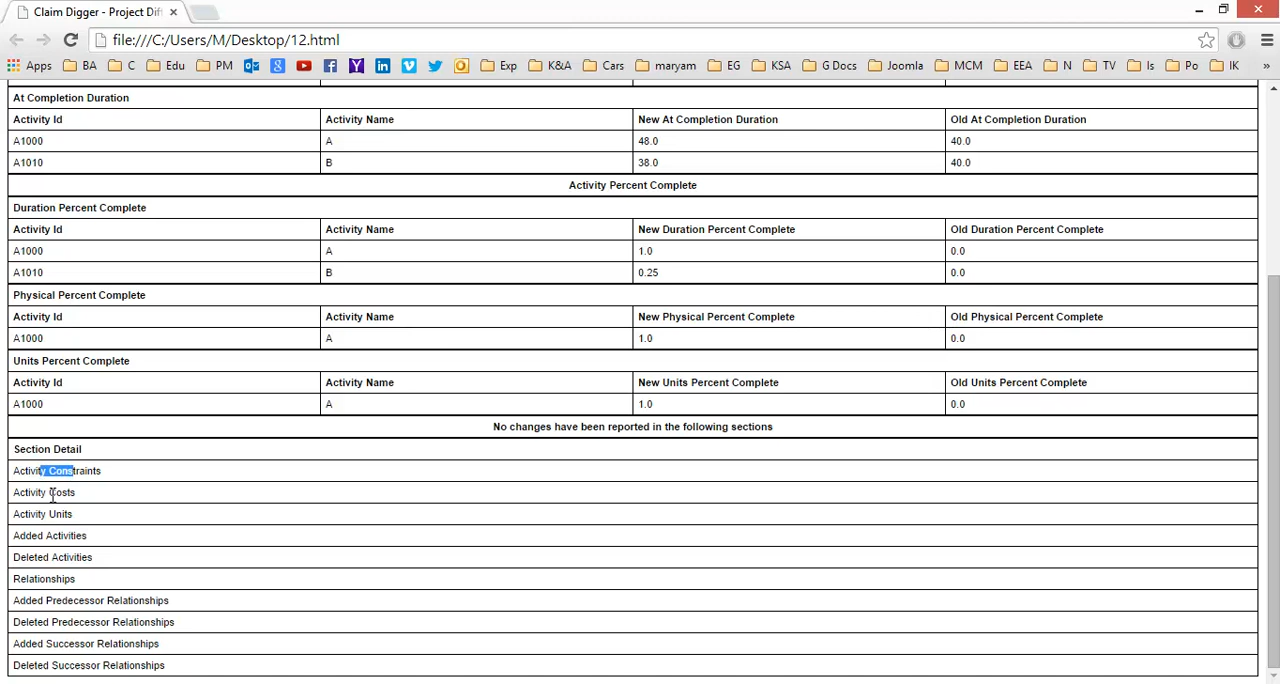 Claim Digger - Project Dif
file:///C:/Users/M/Desktop/12.html
Apps BA C Edu PM Exp K&A Cars maryam EG KSA G Docs Joomla MCM EEA N TV Is Po IK »
At Completion Duration
Activity Id Activity Name New At Completion Duration Old At Completion Duration
A1000 A 48.0 40.0
A1010 B 38.0 40.0
Activity Percent Complete
Duration Percent Complete
Activity Id Activity Name New Duration Percent Complete Old Duration Percent Complete
A1000 A 1.0 0.0
A1010 B 0.25 0.0
Physical Percent Complete
Activity Id Activity Name New Physical Percent Complete Old Physical Percent Complete
A1000 A 1.0 0.0
Units Percent Complete
Activity Id Activity Name New Units Percent Complete Old Units Percent Complete
A1000 A 1.0 0.0
No changes have been reported in the following sections
Section Detail
Activity Constraints
Activity Costs
Activity Units
Added Activities
Deleted Activities
Relationships
Added Predecessor Relationships
Deleted Predecessor Relationships
Added Successor Relationships
Deleted Successor Relationships